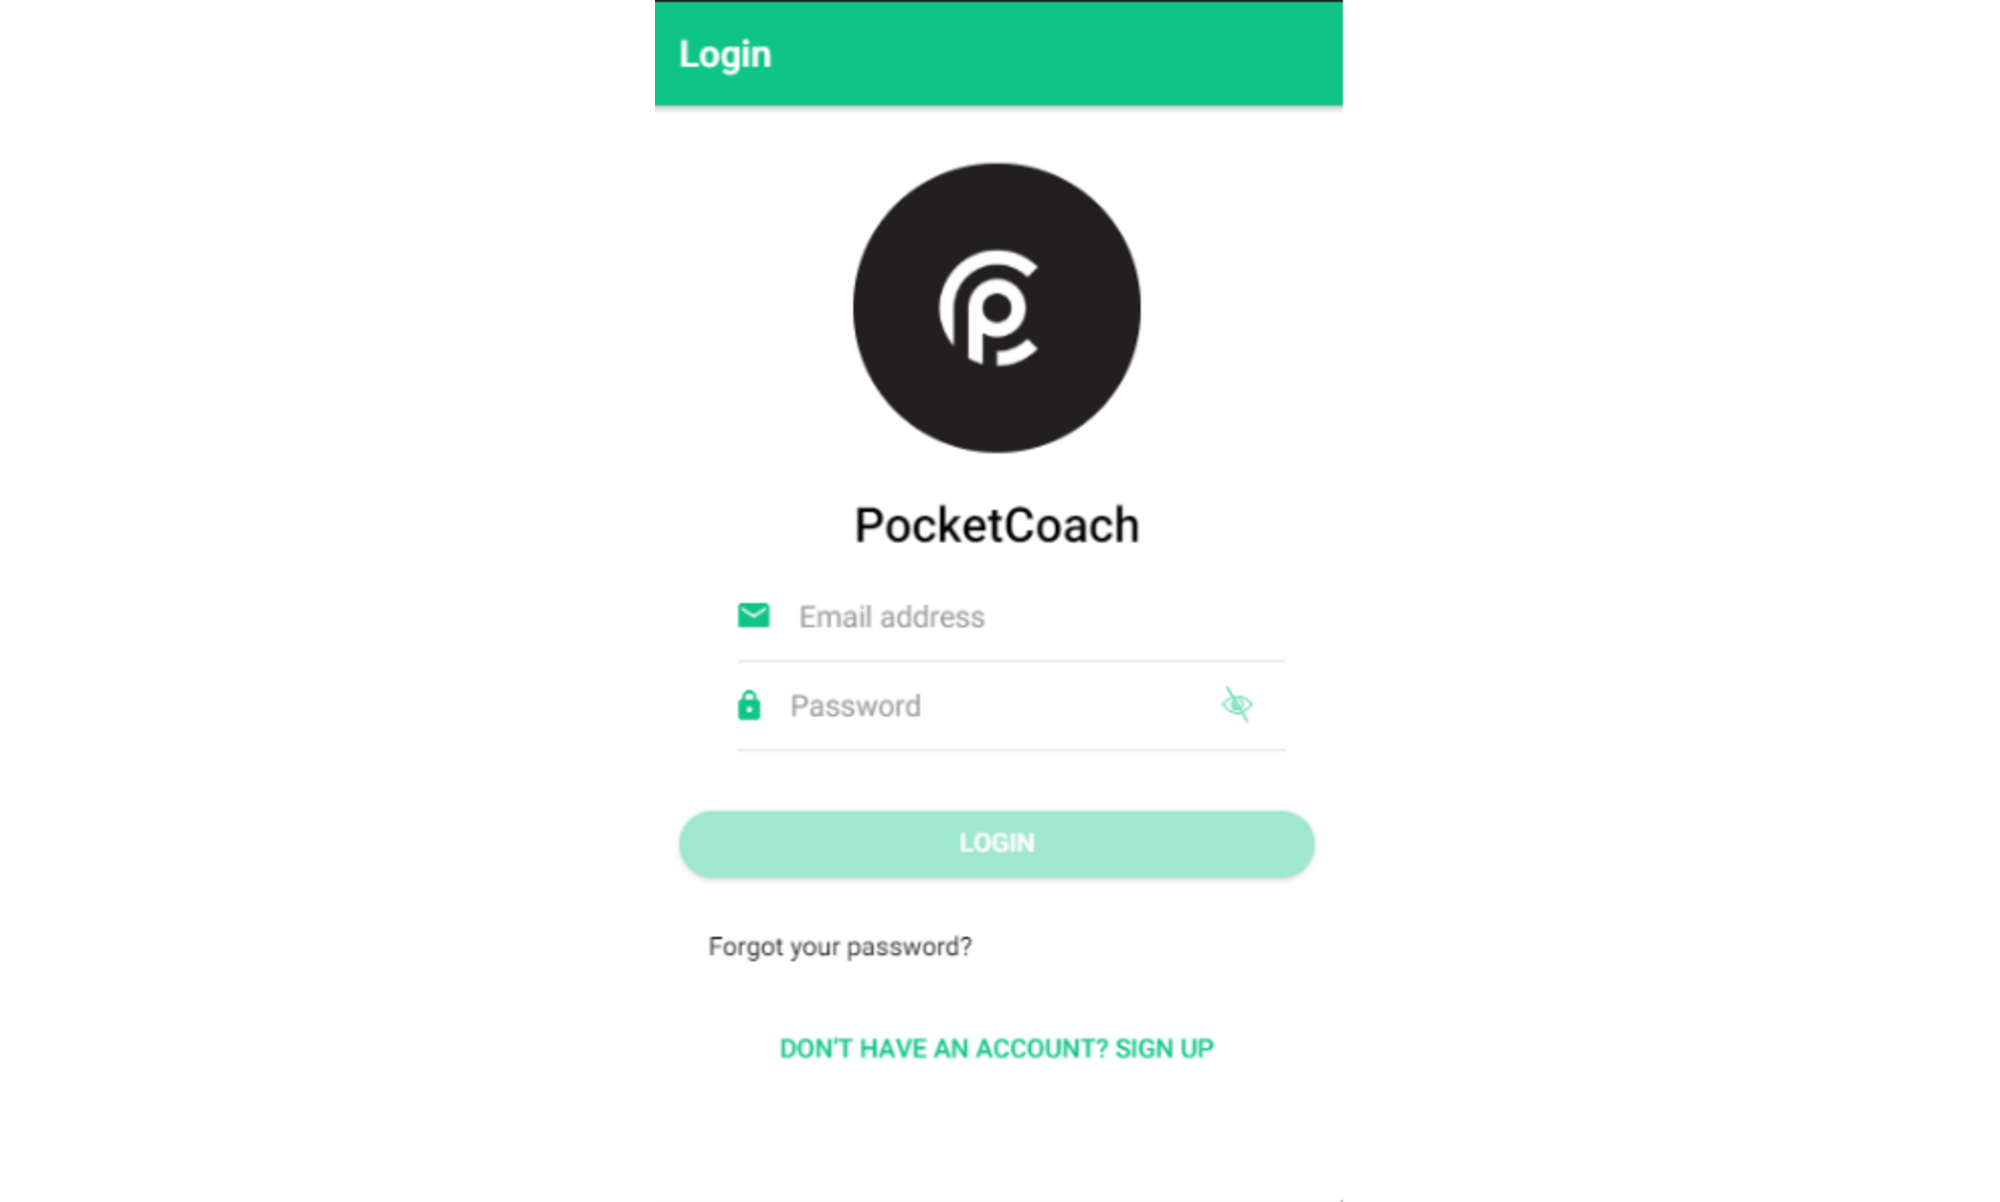 Login
PocketCoach
Email address
Password
LOGIN
Forgot your password?
DON'T HAVE AN ACCOUNT? SIGN UP